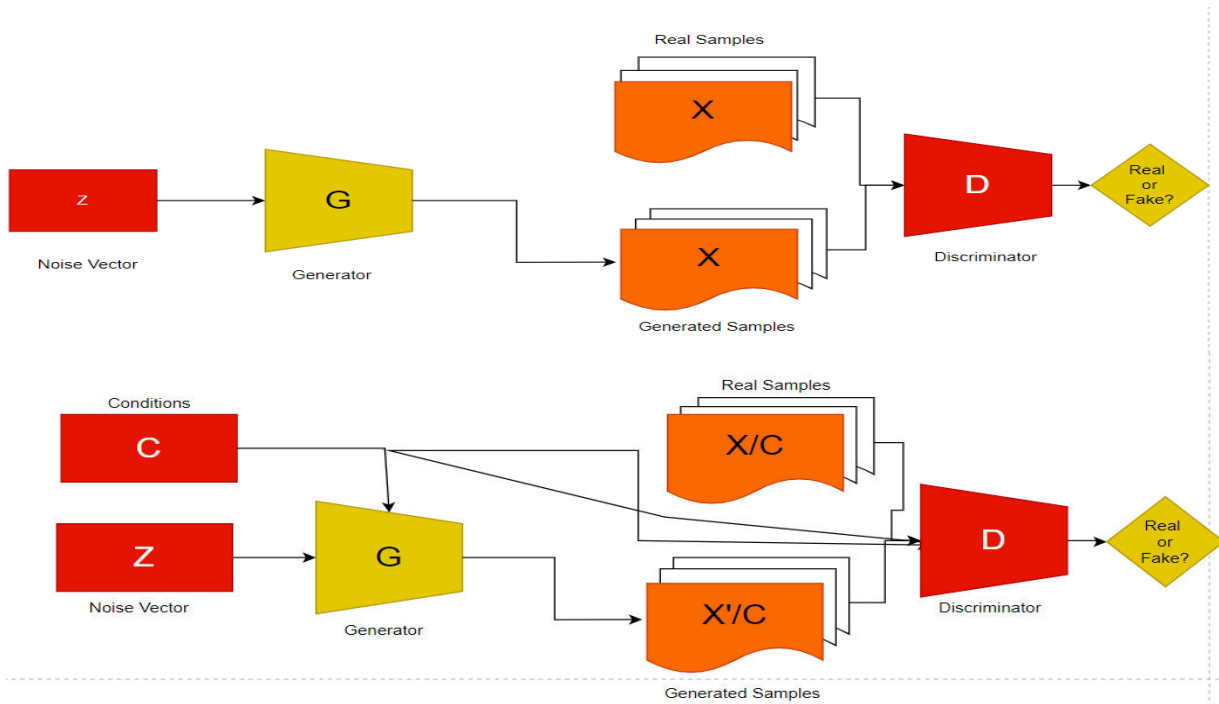 Real Samples
X
Z
Noise Vector
G
Generator
X
Generated Samples
D
Discriminator
Real
or
Fake?
Conditions
C
Z
Noise Vector
G
Generator
Real Samples
X/C
X'/C
Generated Samples
D
Discriminator
Real
or
Fake?